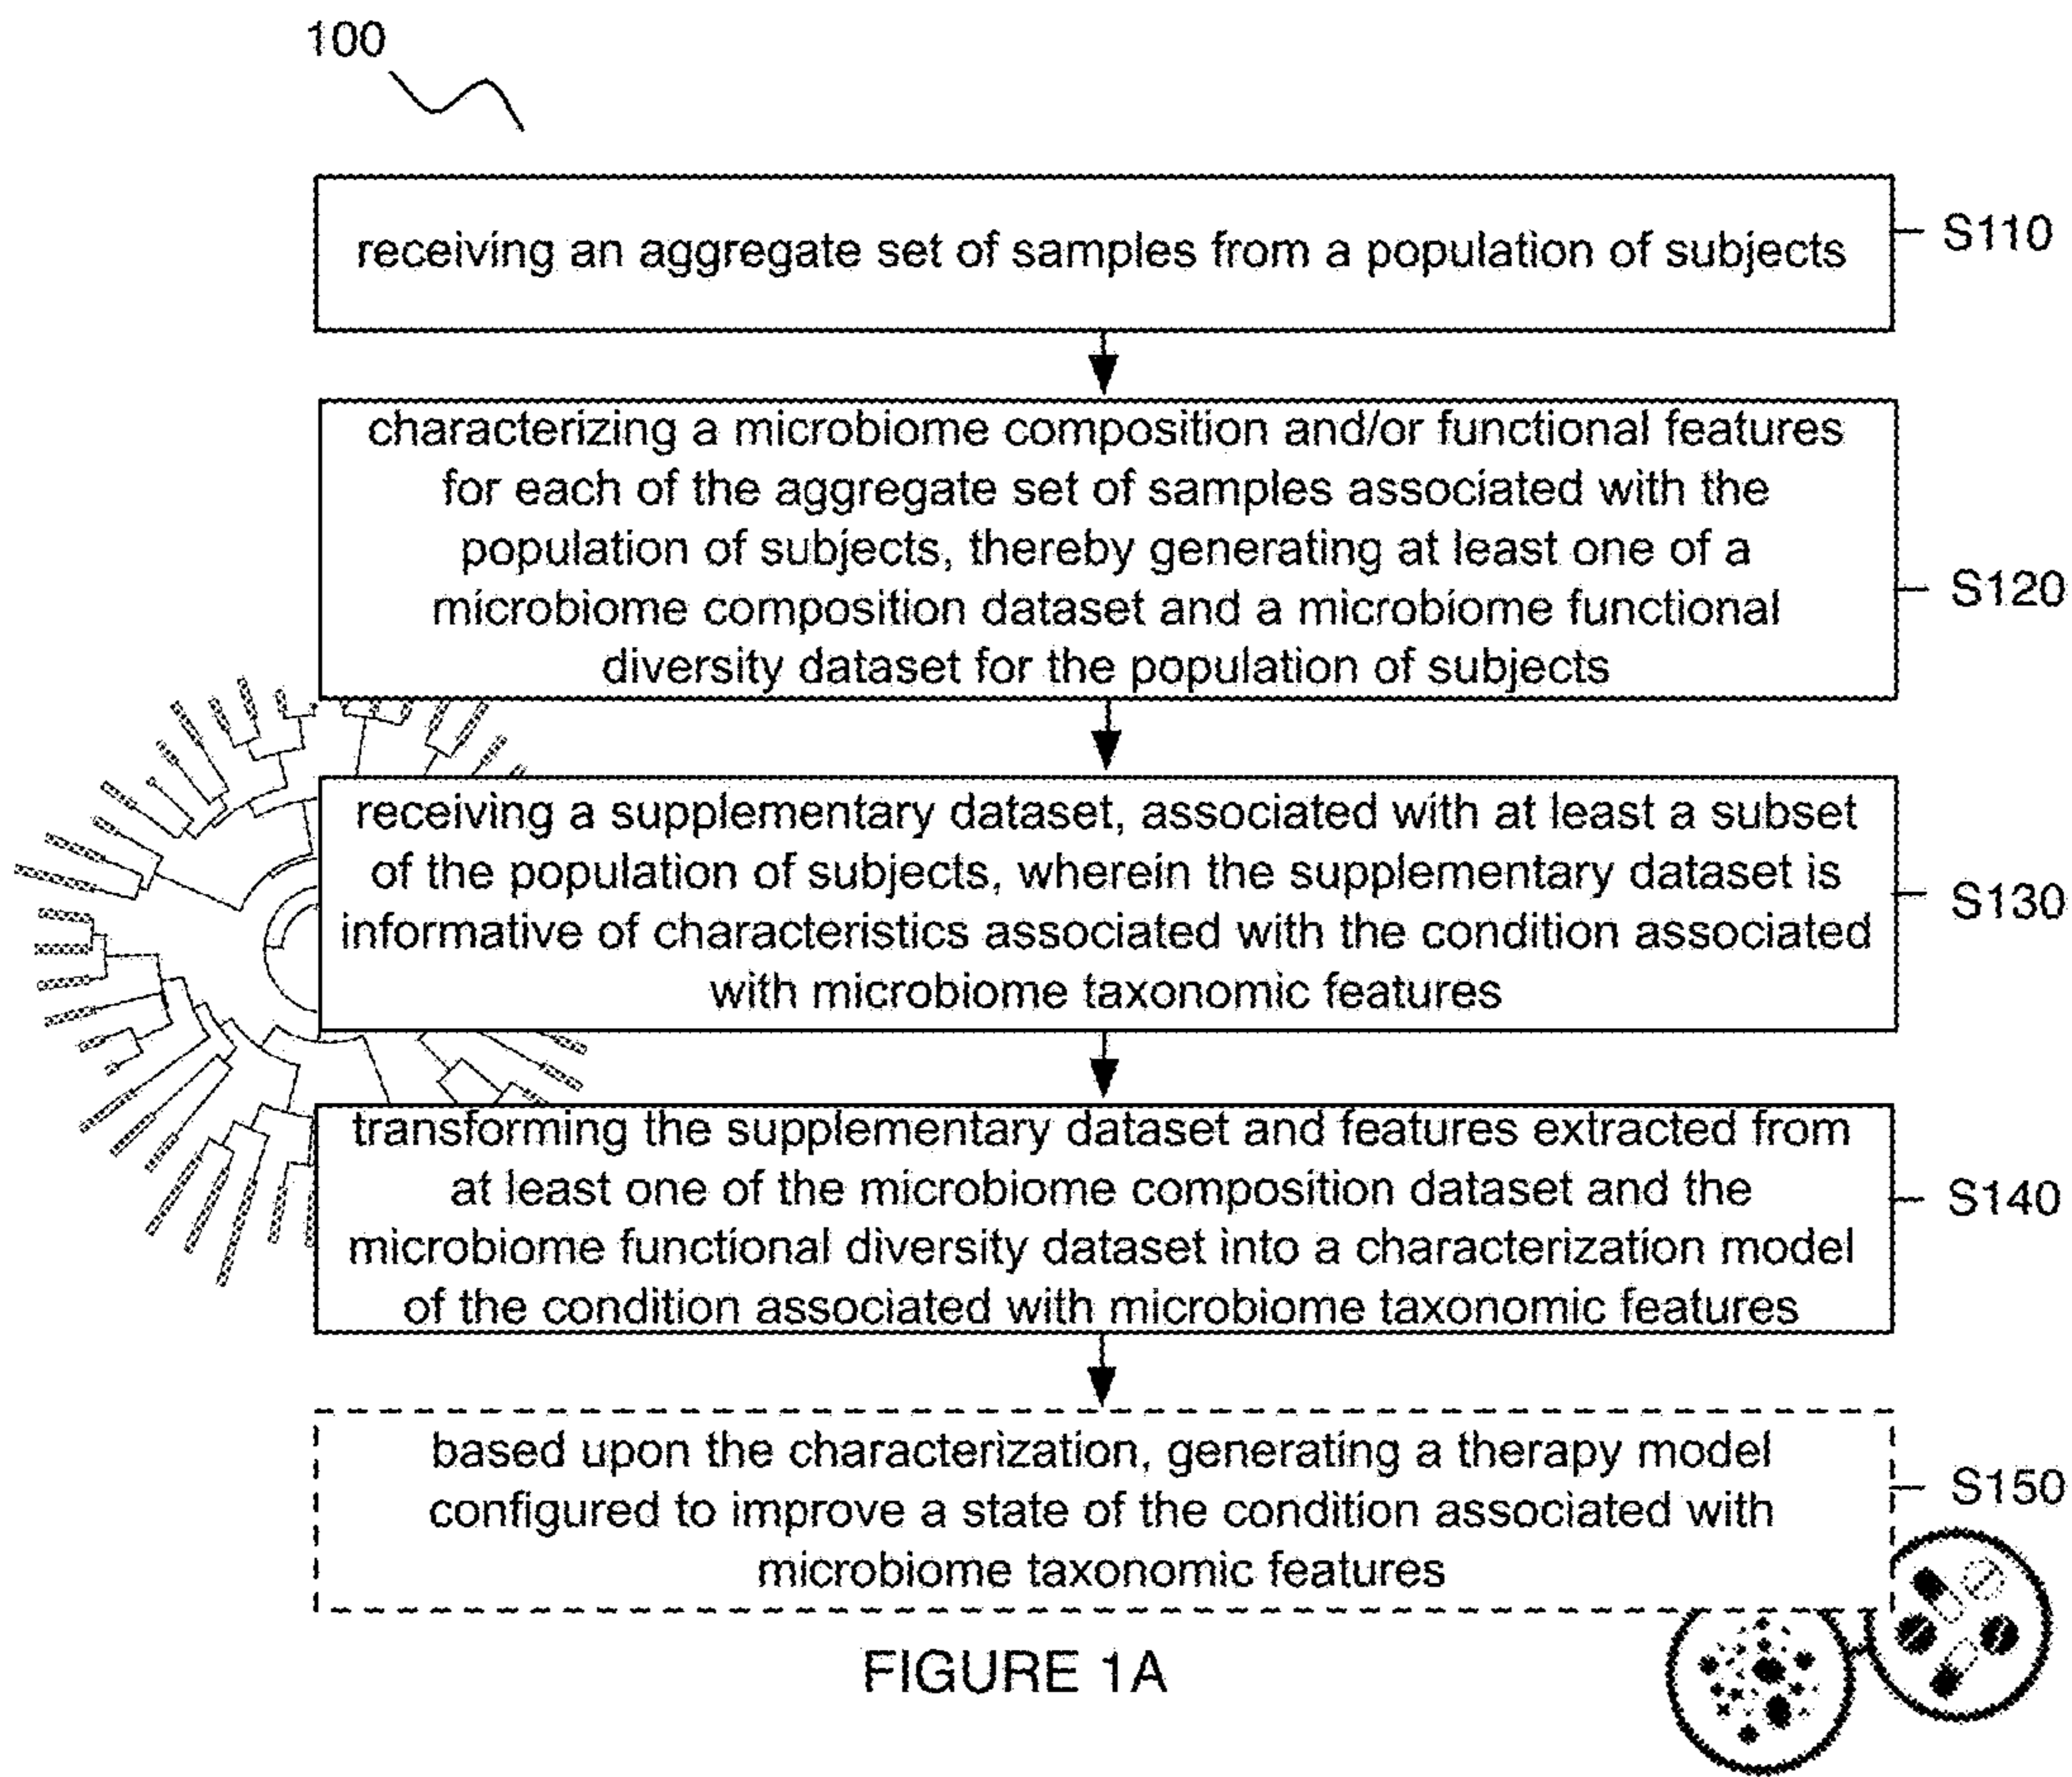 100
receiving an aggregate set of samples from a population of subjects
S110
characterizing a microbiome composition and/or functional features
for each of the aggregate set of samples associated with the
population of subjects, thereby generating at least one of a
microbiome composition dataset and a microbiome functional
diversity dataset for the population of subjects
S120
receiving a supplementary dataset, associated with at least a subset
of the population of subjects, wherein the supplementary dataset is
informative of characteristics associated with the condition associated
with microbiome taxonomic features
S130
transforming the supplementary dataset and features extracted from
at least one of the microbiome composition dataset and the
microbiome functional diversity dataset into a characterization model
of the condition associated with microbiome taxonomic features
S140
based upon the characterization, generating a therapy model
configured to improve a state of the condition associated with
microbiome taxonomic features
S150
FIGURE 1A